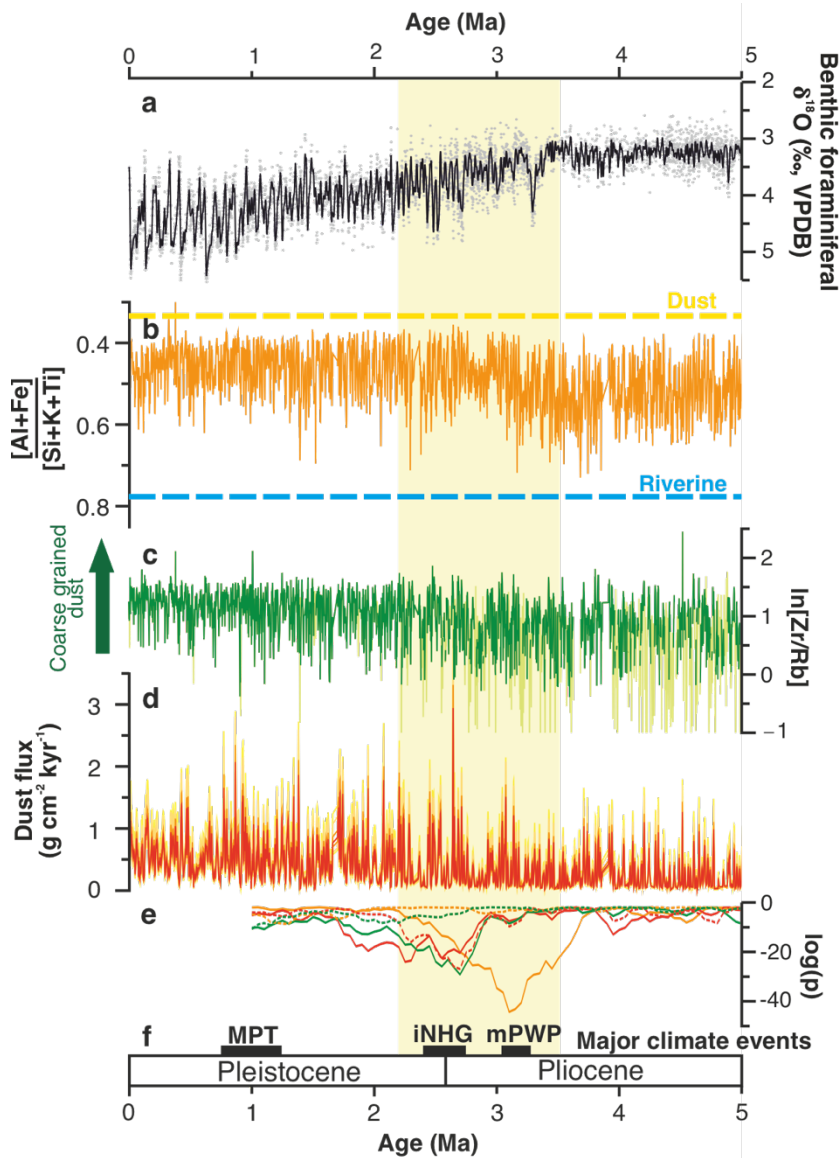 Age (Ma)
0 1 2 3 4 5
a
2
3
4
5
Benthic foraminiferal
δ¹⁸O (‰, VPDB)
Dust
b
0.4
0.6
0.8
[Al+Fe]
[Si+K+Ti]
Riverine
c
Coarse grained
dust
2
1
0
−1
ln[Zr/Rb]
d
3
2
1
0
Dust flux
(g cm⁻² kyr⁻¹)
e
0
-20
-40
log(p)
f
MPT iNHG mPWP Major climate events
Pleistocene Pliocene
0 1 2 3 4 5
Age (Ma)